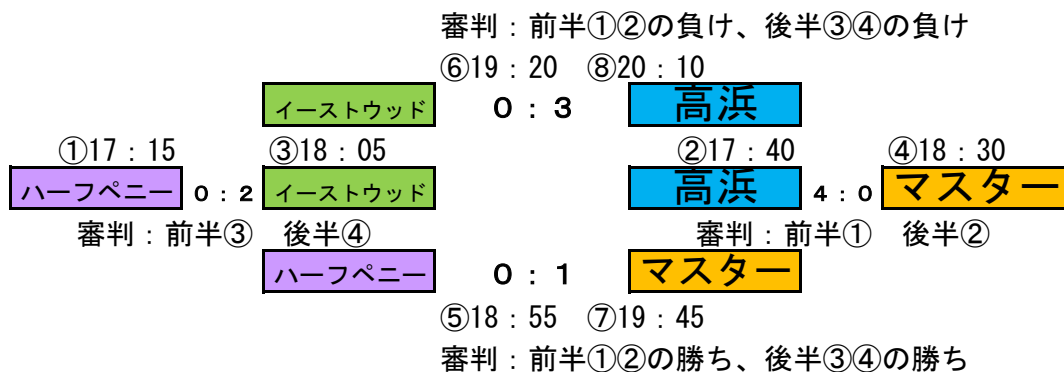 審判：前半①②の負け、後半③④の負け
⑥19：20　⑧20：10
イーストウッド　0：3　高浜
①17：15　③18：05　②17：40　④18：30
ハーフペニー　0：2　イーストウッド　高浜　4：0　マスター
審判：前半③　後半④　審判：前半①　後半②
ハーフペニー　0：1　マスター
⑤18：55　⑦19：45
審判：前半①②の勝ち、後半③④の勝ち